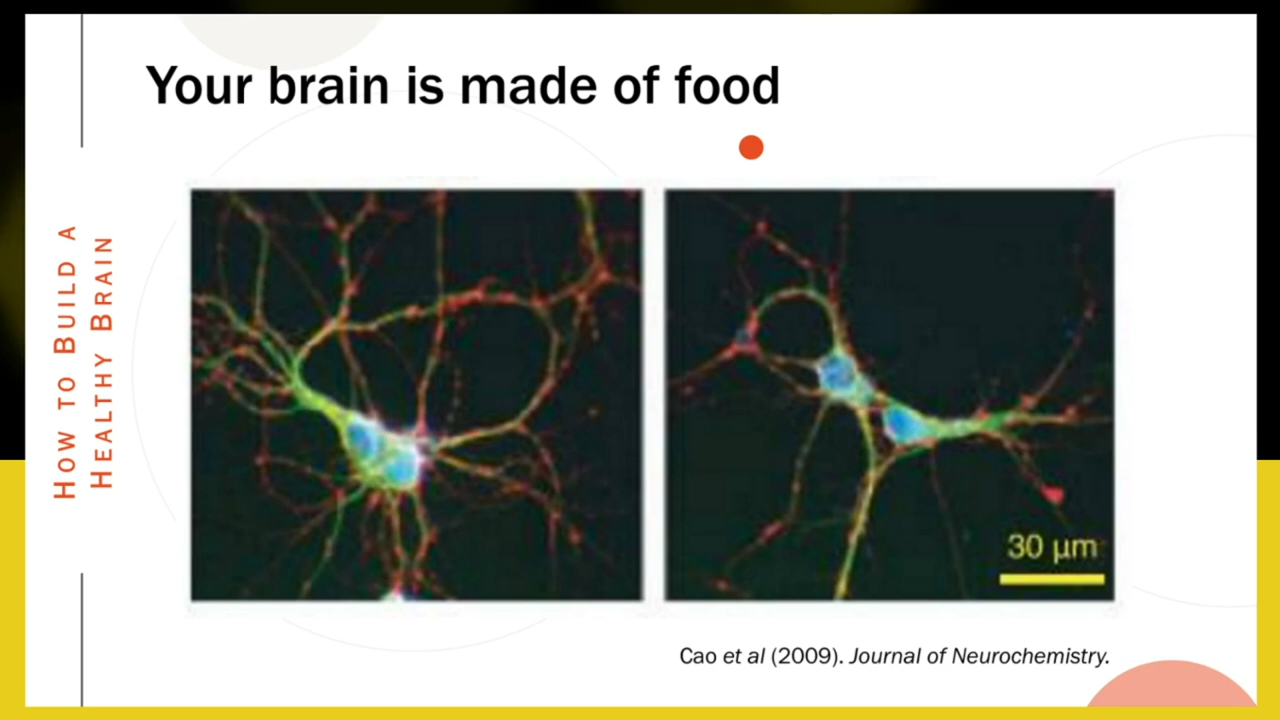 Your brain is made of food
How to Build a
Healthy Brain
30 µm
Cao et al (2009). Journal of Neurochemistry.